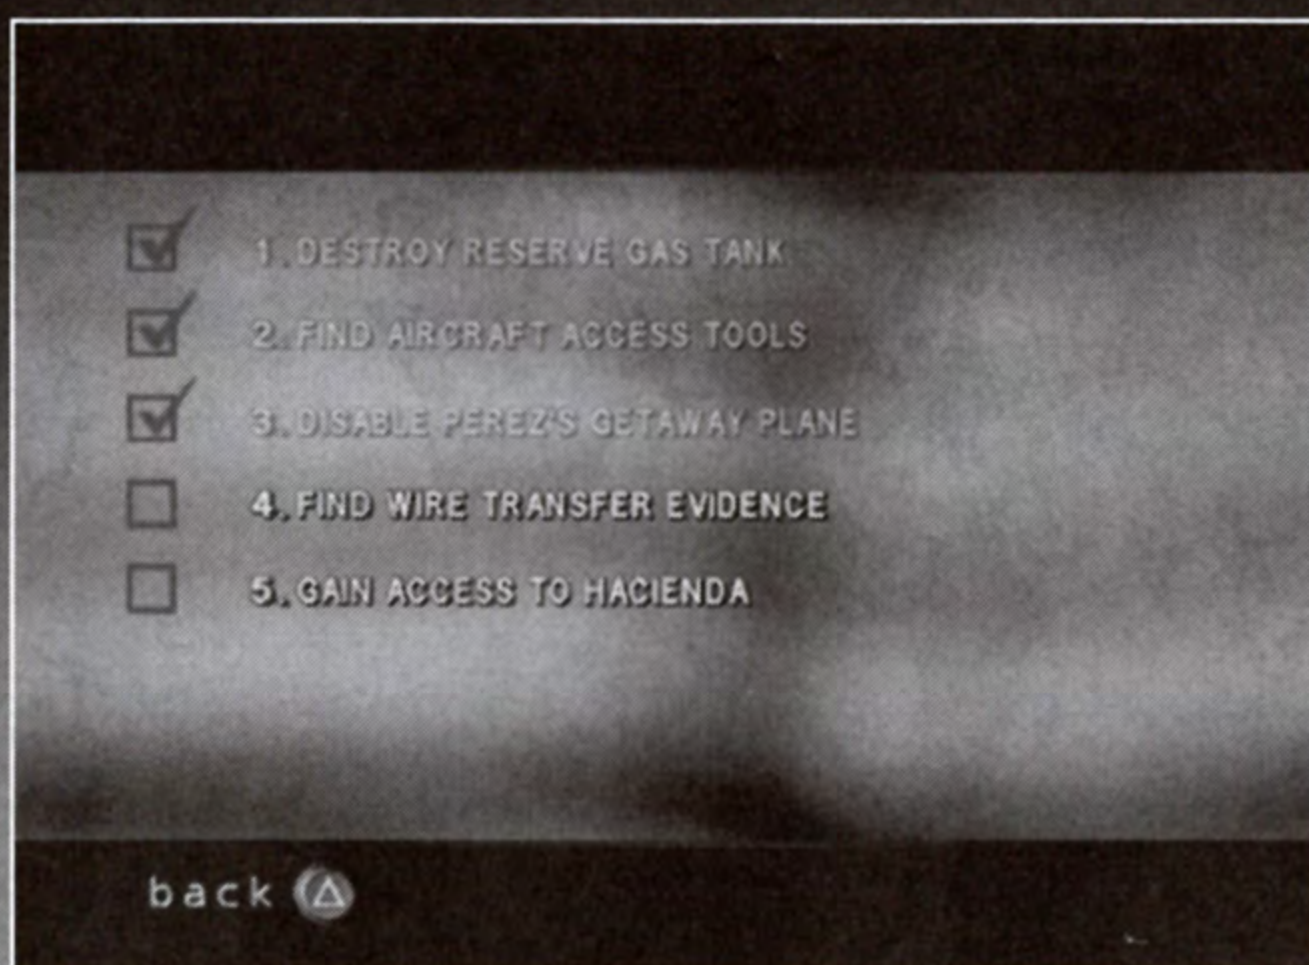 1. DESTROY RESERVE GAS TANK
2. FIND AIRCRAFT ACCESS TOOLS
3. DISABLE PEREZ'S GETAWAY PLANE
4. FIND WIRE TRANSFER EVIDENCE
5. GAIN ACCESS TO HACIENDA
back